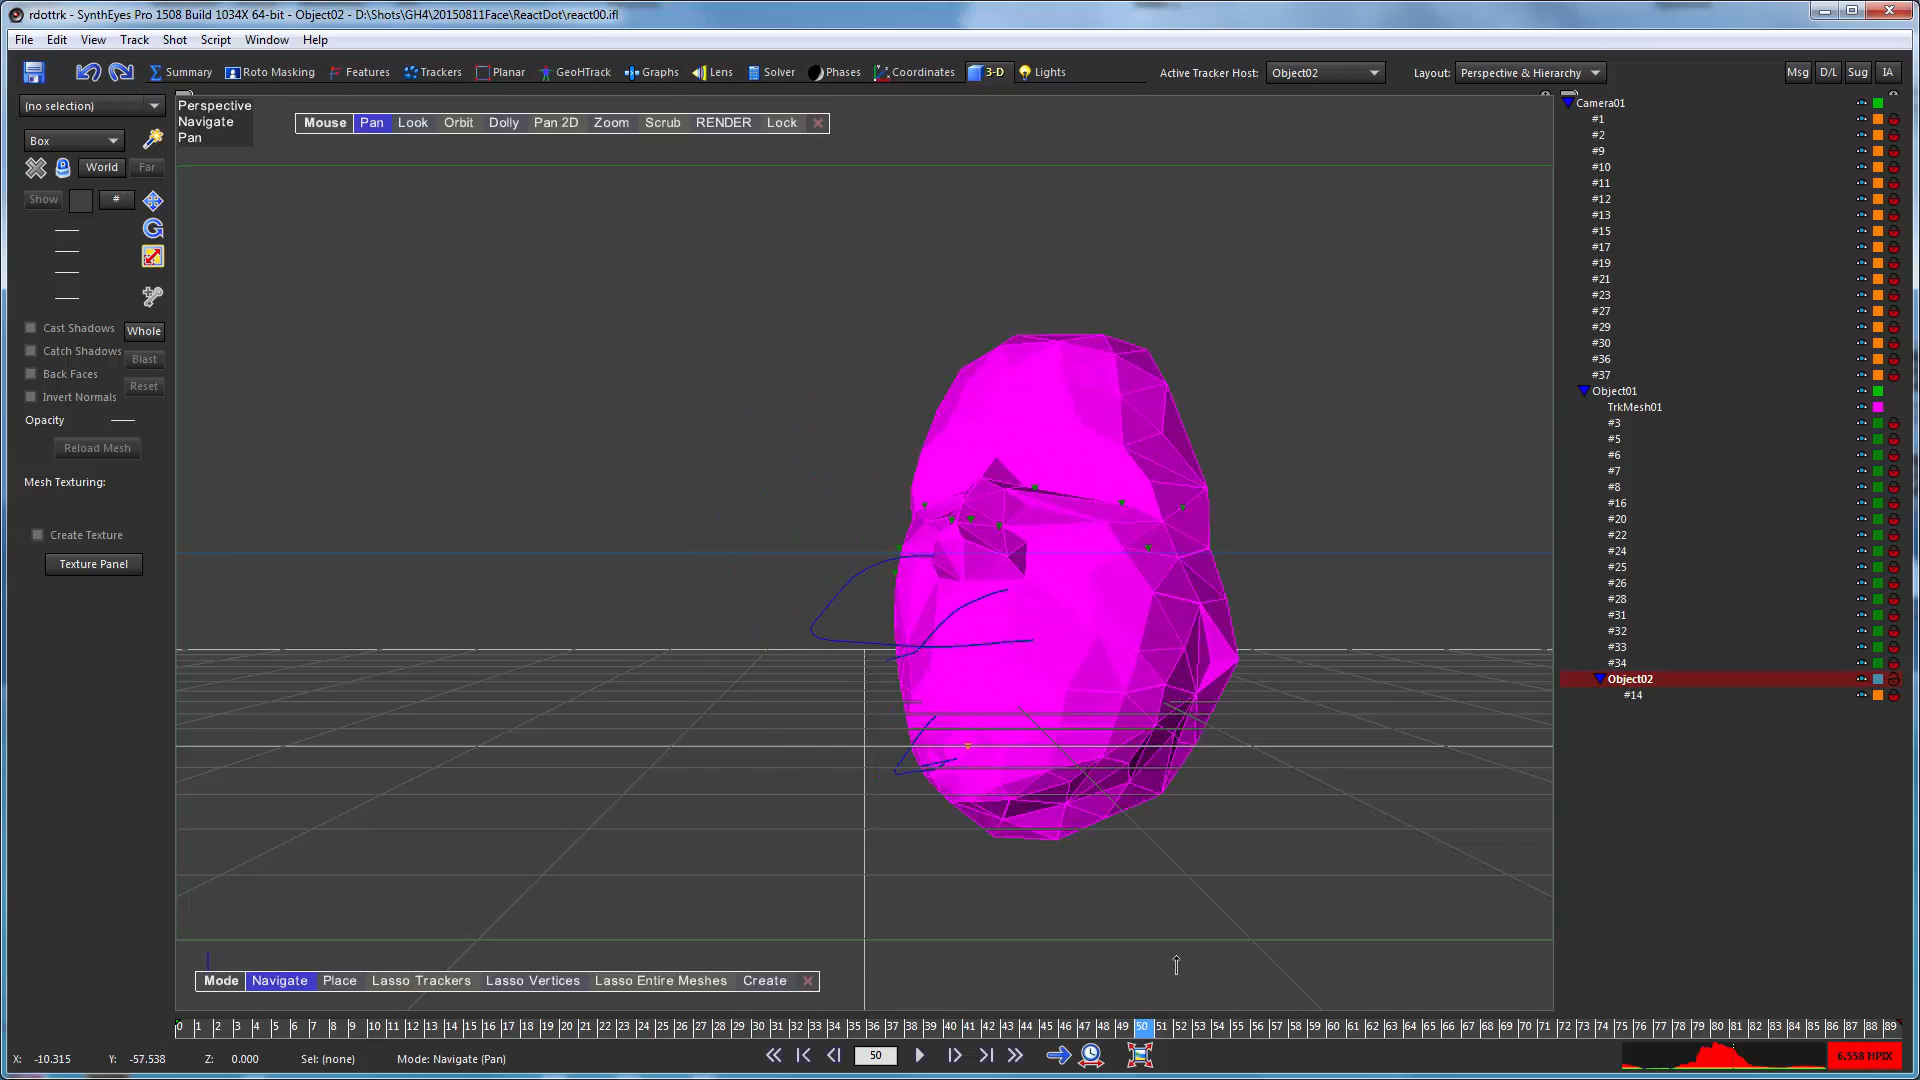 rdottrk - SynthEyes Pro 1508 Build 1034X 64-bit - Object02 - D:\Shots\GH4\20150811Face\ReactDot\react00.ifl
File Edit View Track Shot Script Window Help
Summary Roto Masking Features Trackers Planar GeoHTrack Graphs Lens Solver Phases Coordinates 3-D Lights Active Tracker Host: Object02 Layout: Perspective & Hierarchy Msg D/L Sug IA
(no selection)
Box
World Far
Show #
Cast Shadows Whole
Catch Shadows Blast
Back Faces
Invert Normals Reset
Opacity
Reload Mesh
Mesh Texturing:
Create Texture
Texture Panel
Perspective
Navigate
Pan
Mouse Pan Look Orbit Dolly Pan 2D Zoom Scrub RENDER Lock X
Camera01
#1
#2
#9
#10
#11
#12
#13
#15
#17
#19
#21
#23
#27
#29
#30
#36
#37
Object01
TrkMesh01
#3
#5
#6
#7
#8
#16
#20
#22
#24
#25
#26
#28
#31
#32
#33
#34
Object02
#14
Mode Navigate Place Lasso Trackers Lasso Vertices Lasso Entire Meshes Create X
0 1 2 3 4 5 6 7 8 9 10 11 12 13 14 15 16 17 18 19 20 21 22 23 24 25 26 27 28 29 30 31 32 33 34 35 36 37 38 39 40 41 42 43 44 45 46 47 48 49 50 51 52 53 54 55 56 57 58 59 60 61 62 63 64 65 66 67 68 69 70 71 72 73 74 75 76 77 78 79 80 81 82 83 84 85 86 87 88 89
X: -10.315 Y: -57.538 Z: 0.000 Sel: (none) Mode: Navigate (Pan) 50 6.558 HPIX